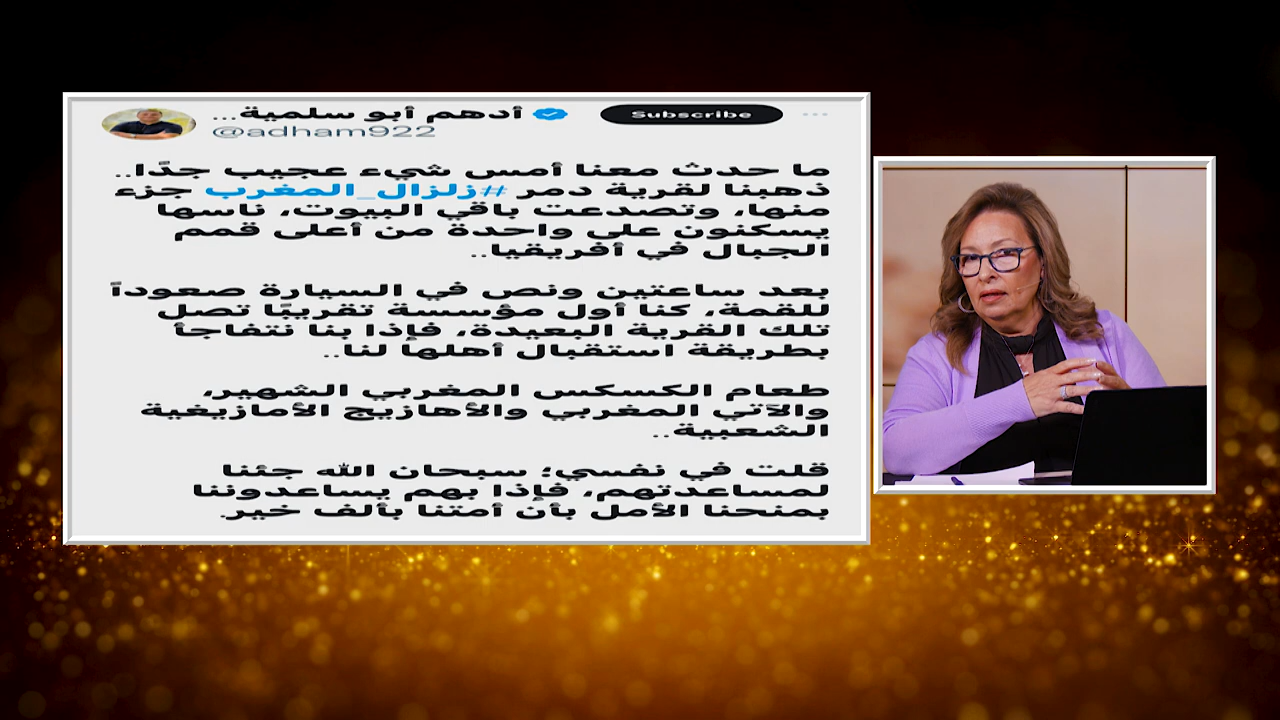 أدهم أبو سلمية...
Subscribe
@adham922
ما حدث معنا أمس شيء عجيب جدًا..
ذهبنا لقرية دمر #زلزال_المغرب جزء
منها، وتصدعت باقي البيوت، ناسها
يسكنون على واحدة من أعلى قمم
الجبال في أفريقيا..
بعد ساعتين ونص في السيارة صعوداً
للقمة، كنا أول مؤسسة تقريبًا تصل
تلك القرية البعيدة، فإذا بنا نتفاجأ
بطريقة استقبال أهلها لنا..
طعام الكسكس المغربي الشهير،
والآتي المغربي والأهازيج الأمازيغية
الشعبية..
قلت في نفسي؛ سبحان الله جئنا
لمساعدتهم، فإذا بهم يساعدوننا
بمنحنا الأمل بأن أمتنا بألف خير.